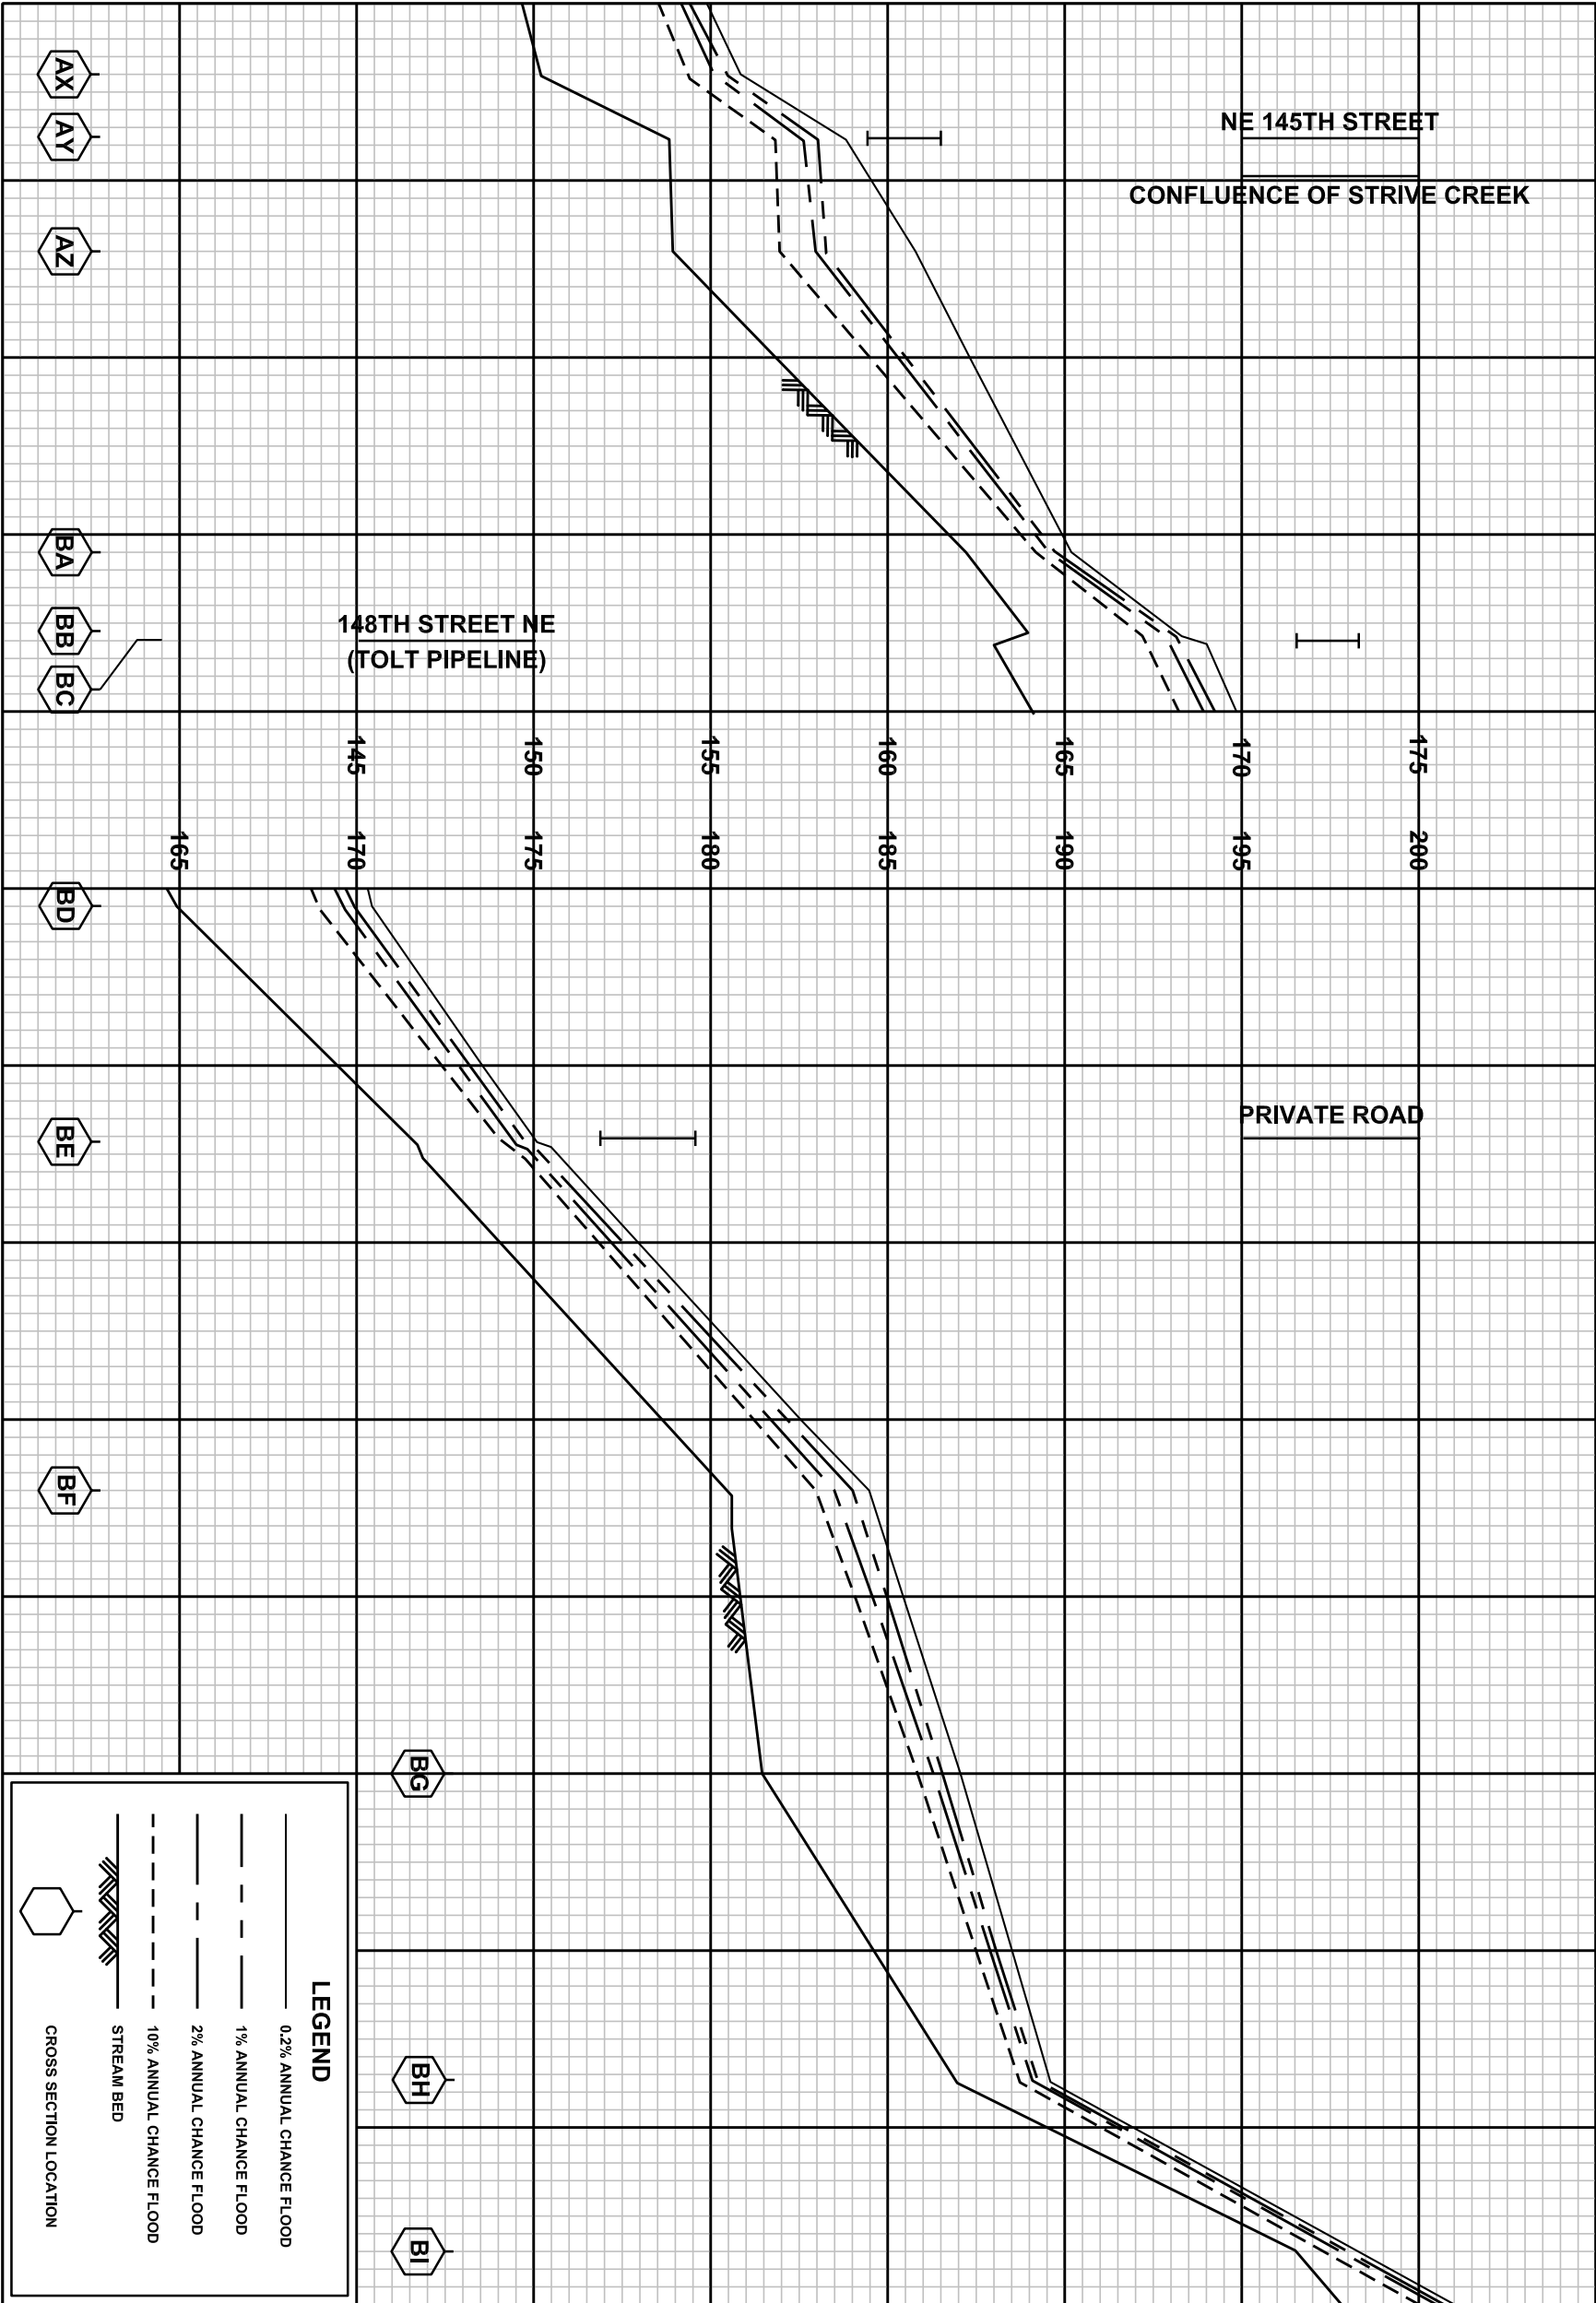 NE 145TH STREET
CONFLUENCE OF STRIVE CREEK
AX
AY
AZ
BA
BB
BC
148TH STREET NE
(TOLT PIPELINE)
145
150
155
160
165
170
175
165
170
175
180
185
190
195
200
BD
BE
PRIVATE ROAD
BF
BG
BH
BI
LEGEND
0.2% ANNUAL CHANCE FLOOD
1% ANNUAL CHANCE FLOOD
2% ANNUAL CHANCE FLOOD
10% ANNUAL CHANCE FLOOD
STREAM BED
CROSS SECTION LOCATION